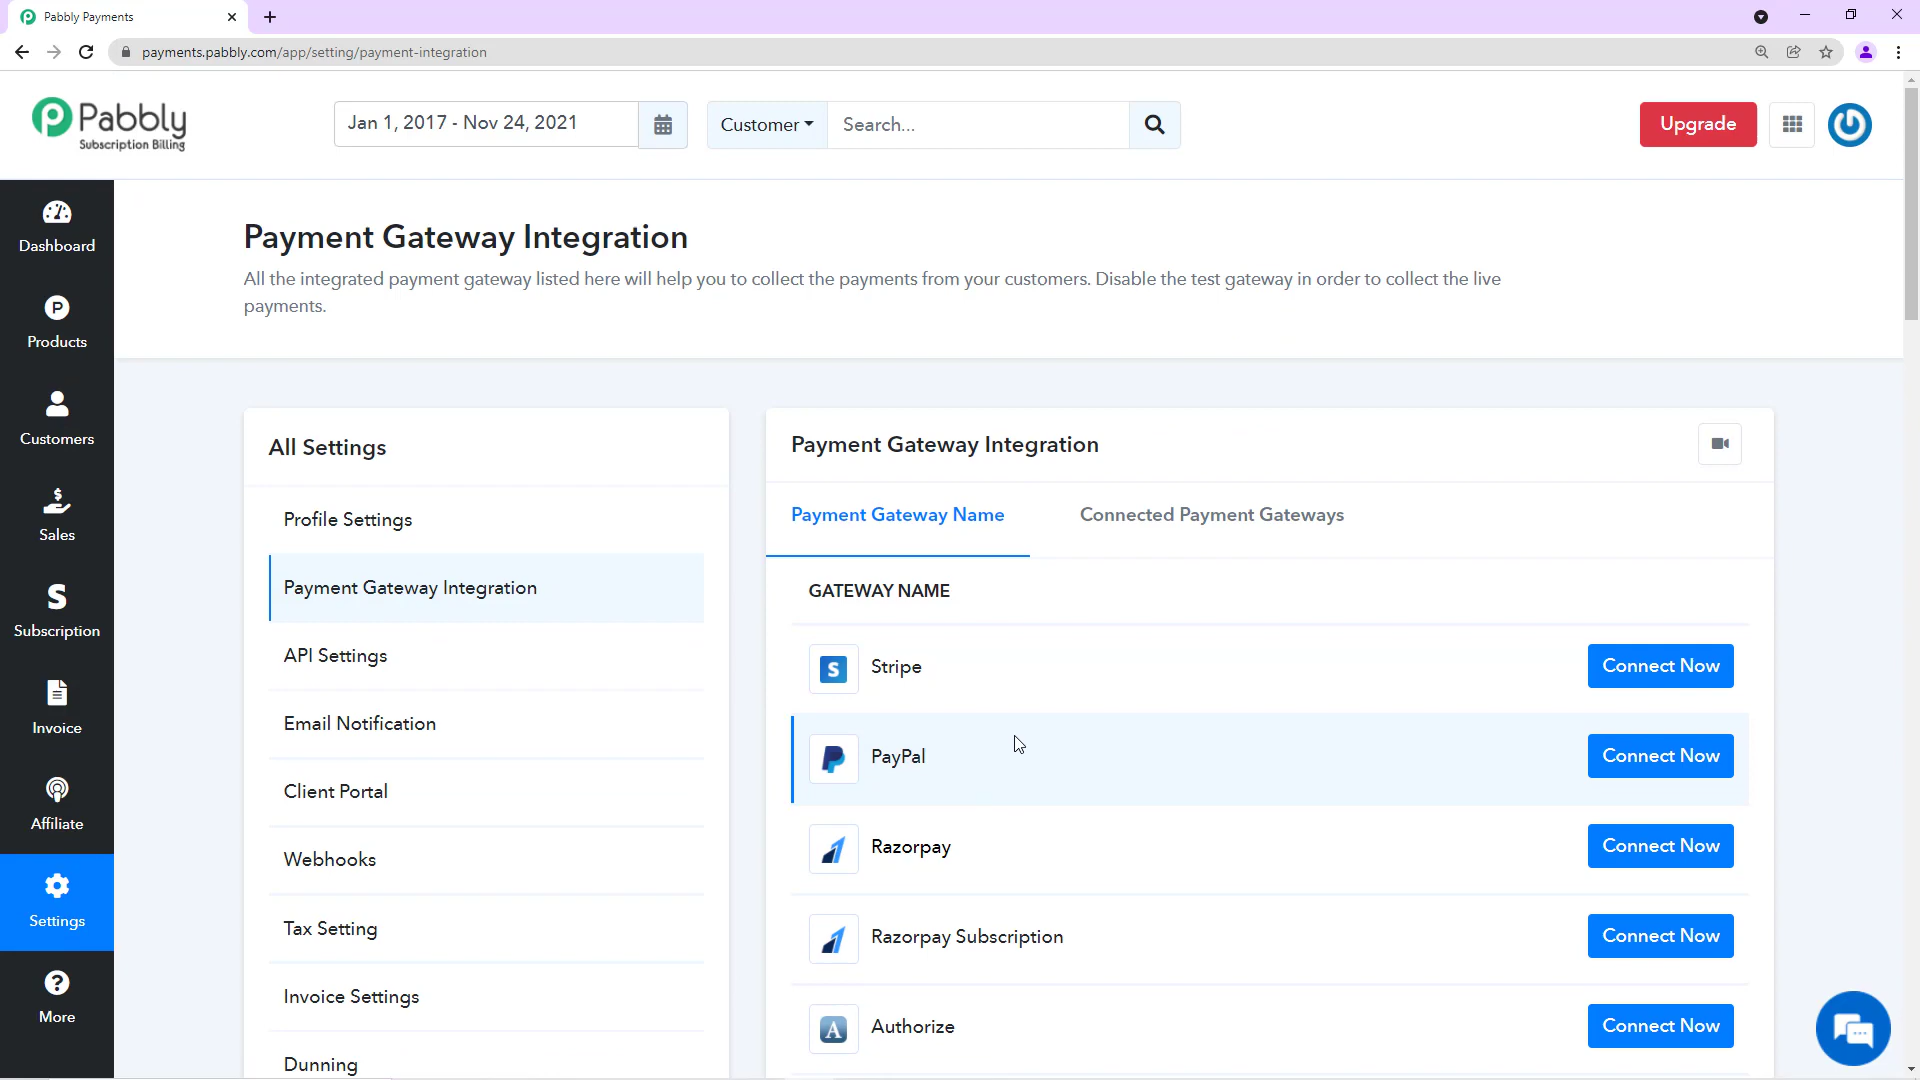 Pabbly Payments
payments.pabbly.com/app/setting/payment-integration
Pabbly
Subscription Billing
Jan 1, 2017 - Nov 24, 2021
Customer
Search...
Upgrade
Dashboard
Products
Customers
Sales
Subscription
Invoice
Affiliate
Settings
More
Payment Gateway Integration
All the integrated payment gateway listed here will help you to collect the payments from your customers. Disable the test gateway in order to collect the live
payments.
All Settings
Profile Settings
Payment Gateway Integration
API Settings
Email Notification
Client Portal
Webhooks
Tax Setting
Invoice Settings
Dunning
Payment Gateway Integration
Payment Gateway Name
Connected Payment Gateways
GATEWAY NAME
Stripe
Connect Now
PayPal
Connect Now
Razorpay
Connect Now
Razorpay Subscription
Connect Now
Authorize
Connect Now